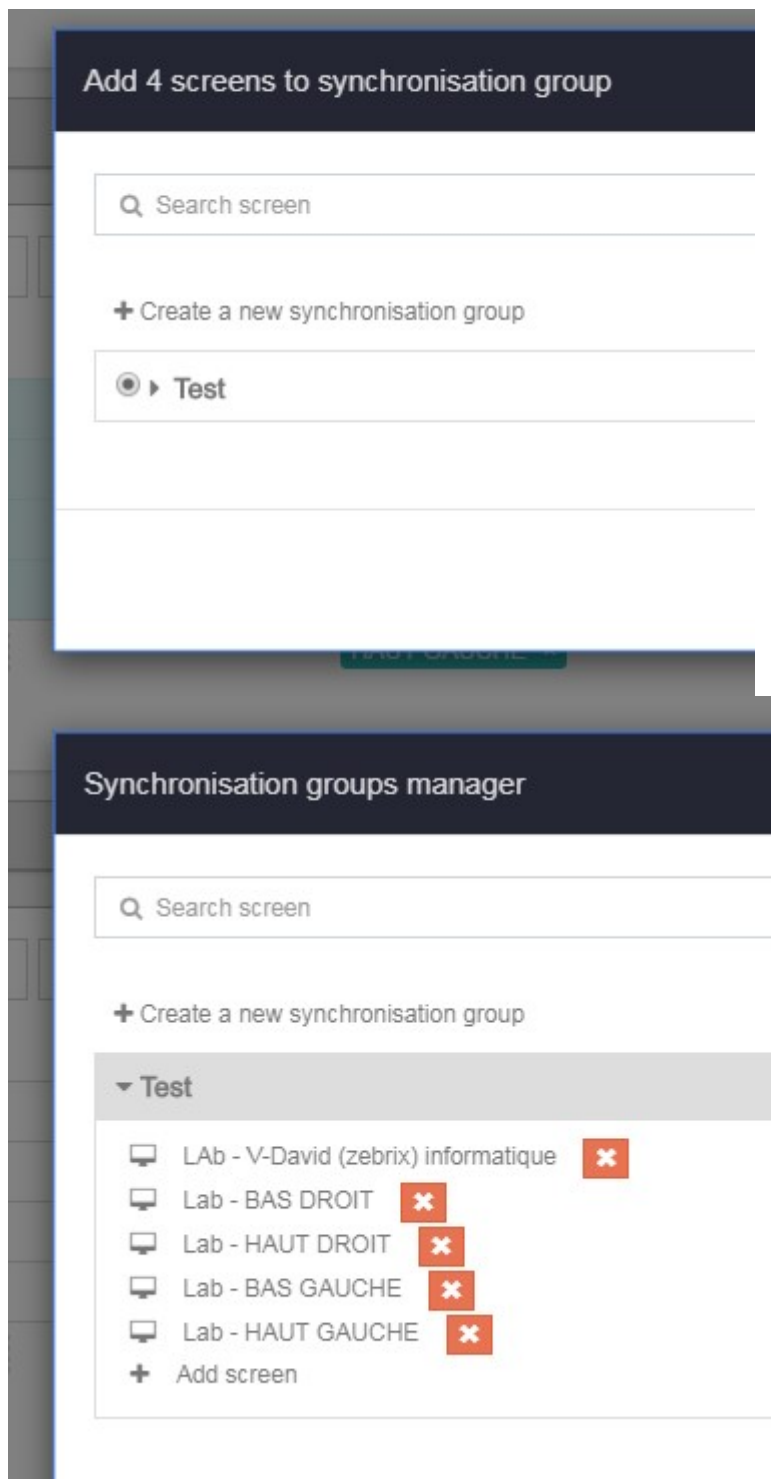 Add 4 screens to synchronisation group
Search screen
Create a new synchronisation group
Test
HAUT GAUCHE
Synchronisation groups manager
Search screen
Create a new synchronisation group
Test
LAb - V-David (zebrix) informatique
Lab - BAS DROIT
Lab - HAUT DROIT
Lab - BAS GAUCHE
Lab - HAUT GAUCHE
Add screen